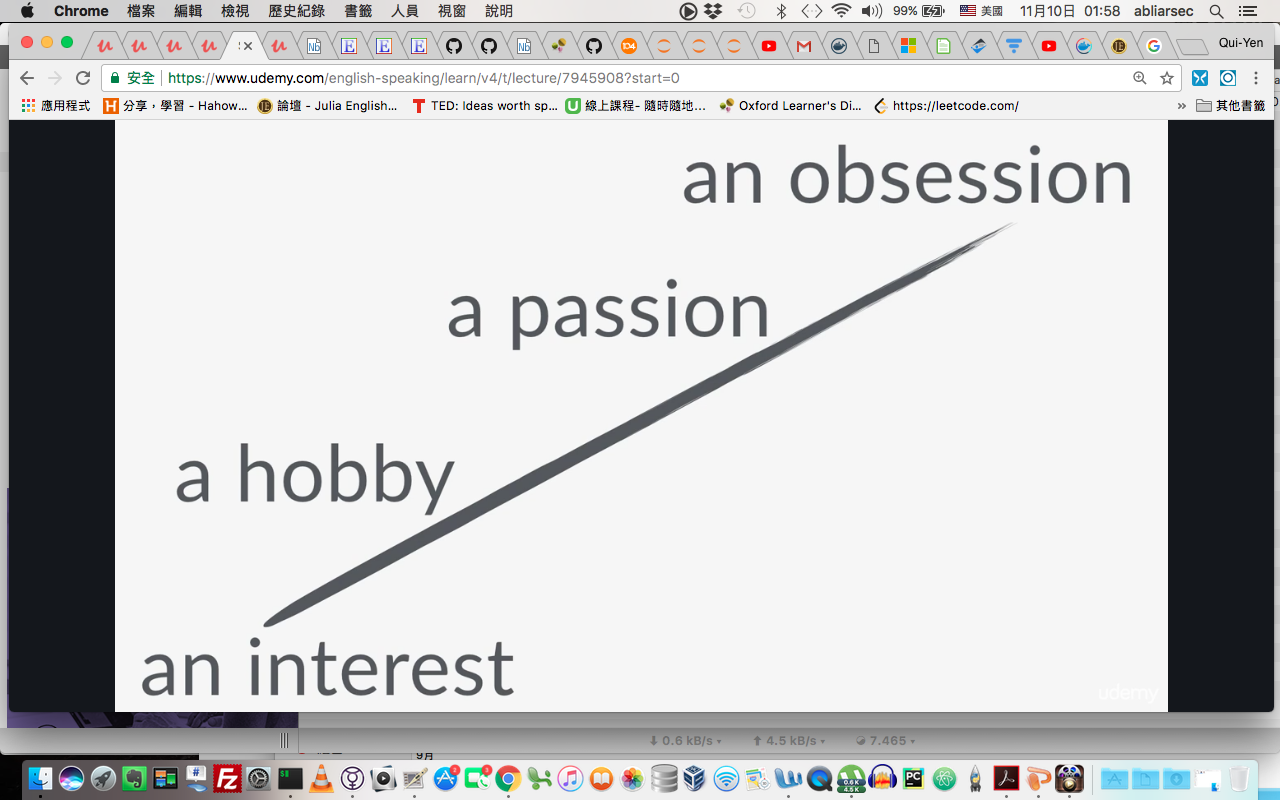 Chrome 檔案 編輯 檢視 歷史紀錄 書籤 人員 視窗 說明 99% 美國 11月10日 01:58 abliarsec
Qui-Yen
安全 https://www.udemy.com/english-speaking/learn/v4/t/lecture/7945908?start=0
應用程式 分享，學習 - Hahow... 論壇 - Julia English... TED: Ideas worth sp... 線上課程- 隨時隨地... Oxford Learner's Di... https://leetcode.com/ » 其他書籤
an obsession
a passion
a hobby
an interest
udemy
0.6 kB/s 4.5 kB/s 7.465
9月